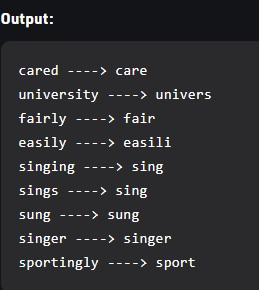 Output:
cared ----> care
university ----> univers
fairly ----> fair
easily ----> easili
singing ----> sing
sings ----> sing
sung ----> sung
singer ----> singer
sportingly ----> sport